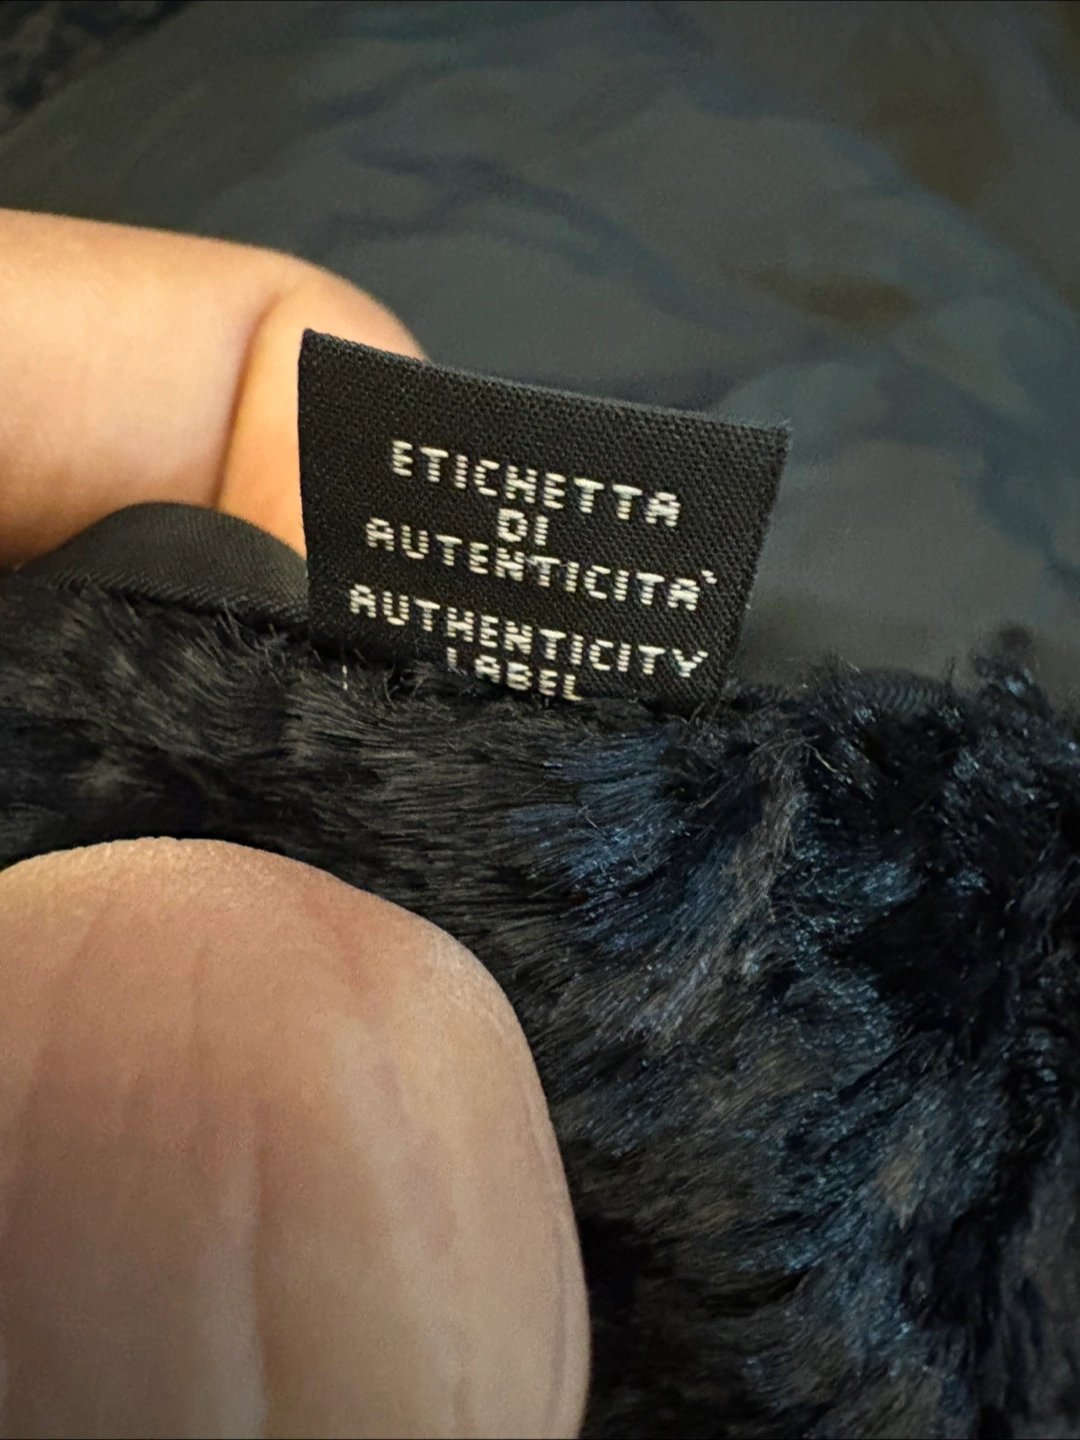 ETICHETTA
DI
AUTENTICITA`
AUTHENTICITY
LABEL